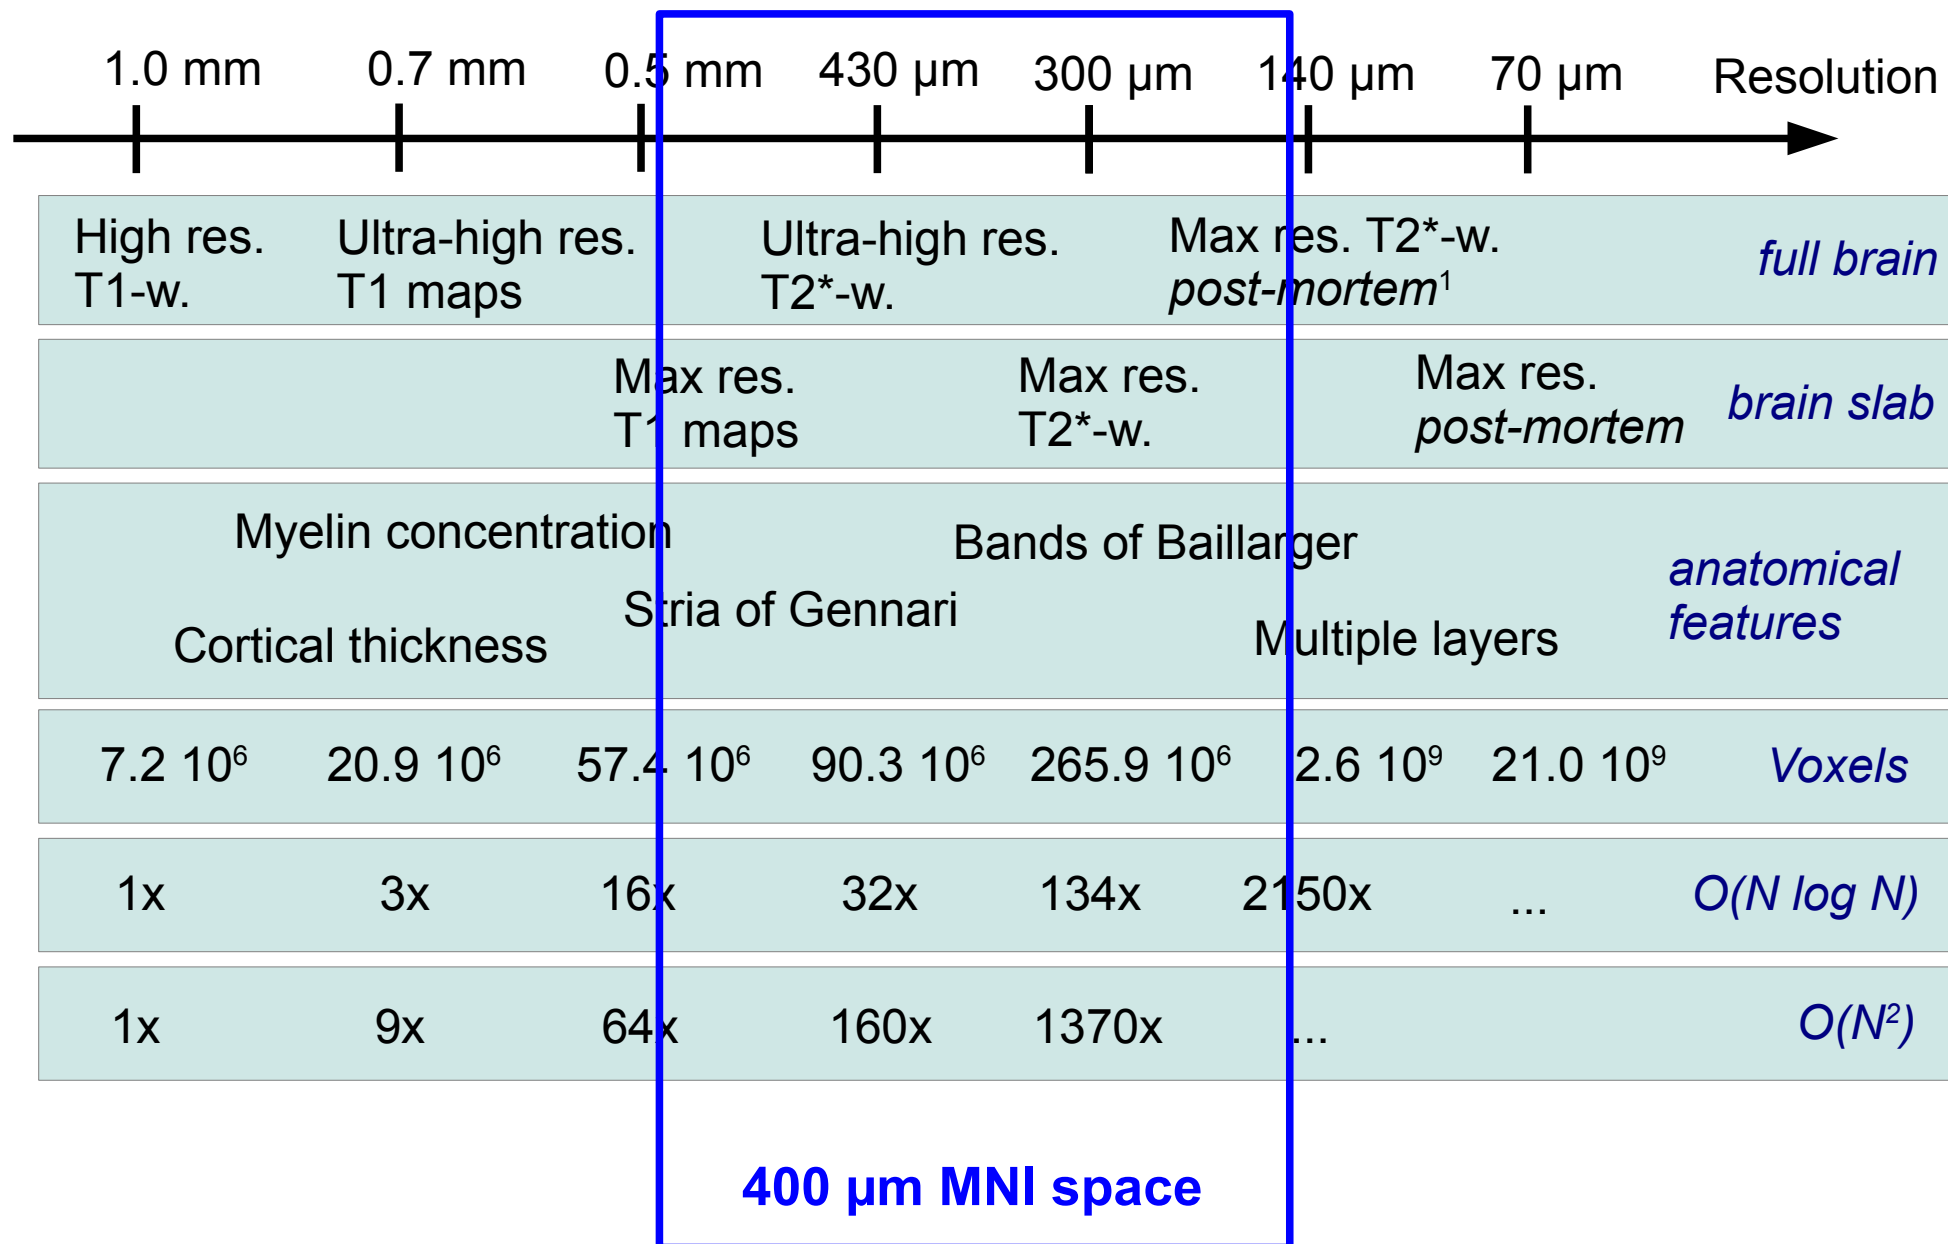 1.0 mm 0.7 mm 0.5 mm 430 µm 300 µm 140 µm 70 µm Resolution
High res. Ultra-high res. Ultra-high res. Max res. T2*-w. full brain
T1-w. T1 maps T2*-w. post-mortem¹
Max res. Max res. Max res. brain slab
T1 maps T2*-w. post-mortem
Myelin concentration Bands of Baillarger anatomical
Stria of Gennari features
Cortical thickness Multiple layers
7.2 10⁶ 20.9 10⁶ 57.4 10⁶ 90.3 10⁶ 265.9 10⁶ 2.6 10⁹ 21.0 10⁹ Voxels
1x 3x 16x 32x 134x 2150x ... O(N log N)
1x 9x 64x 160x 1370x ... O(N²)
400 µm MNI space